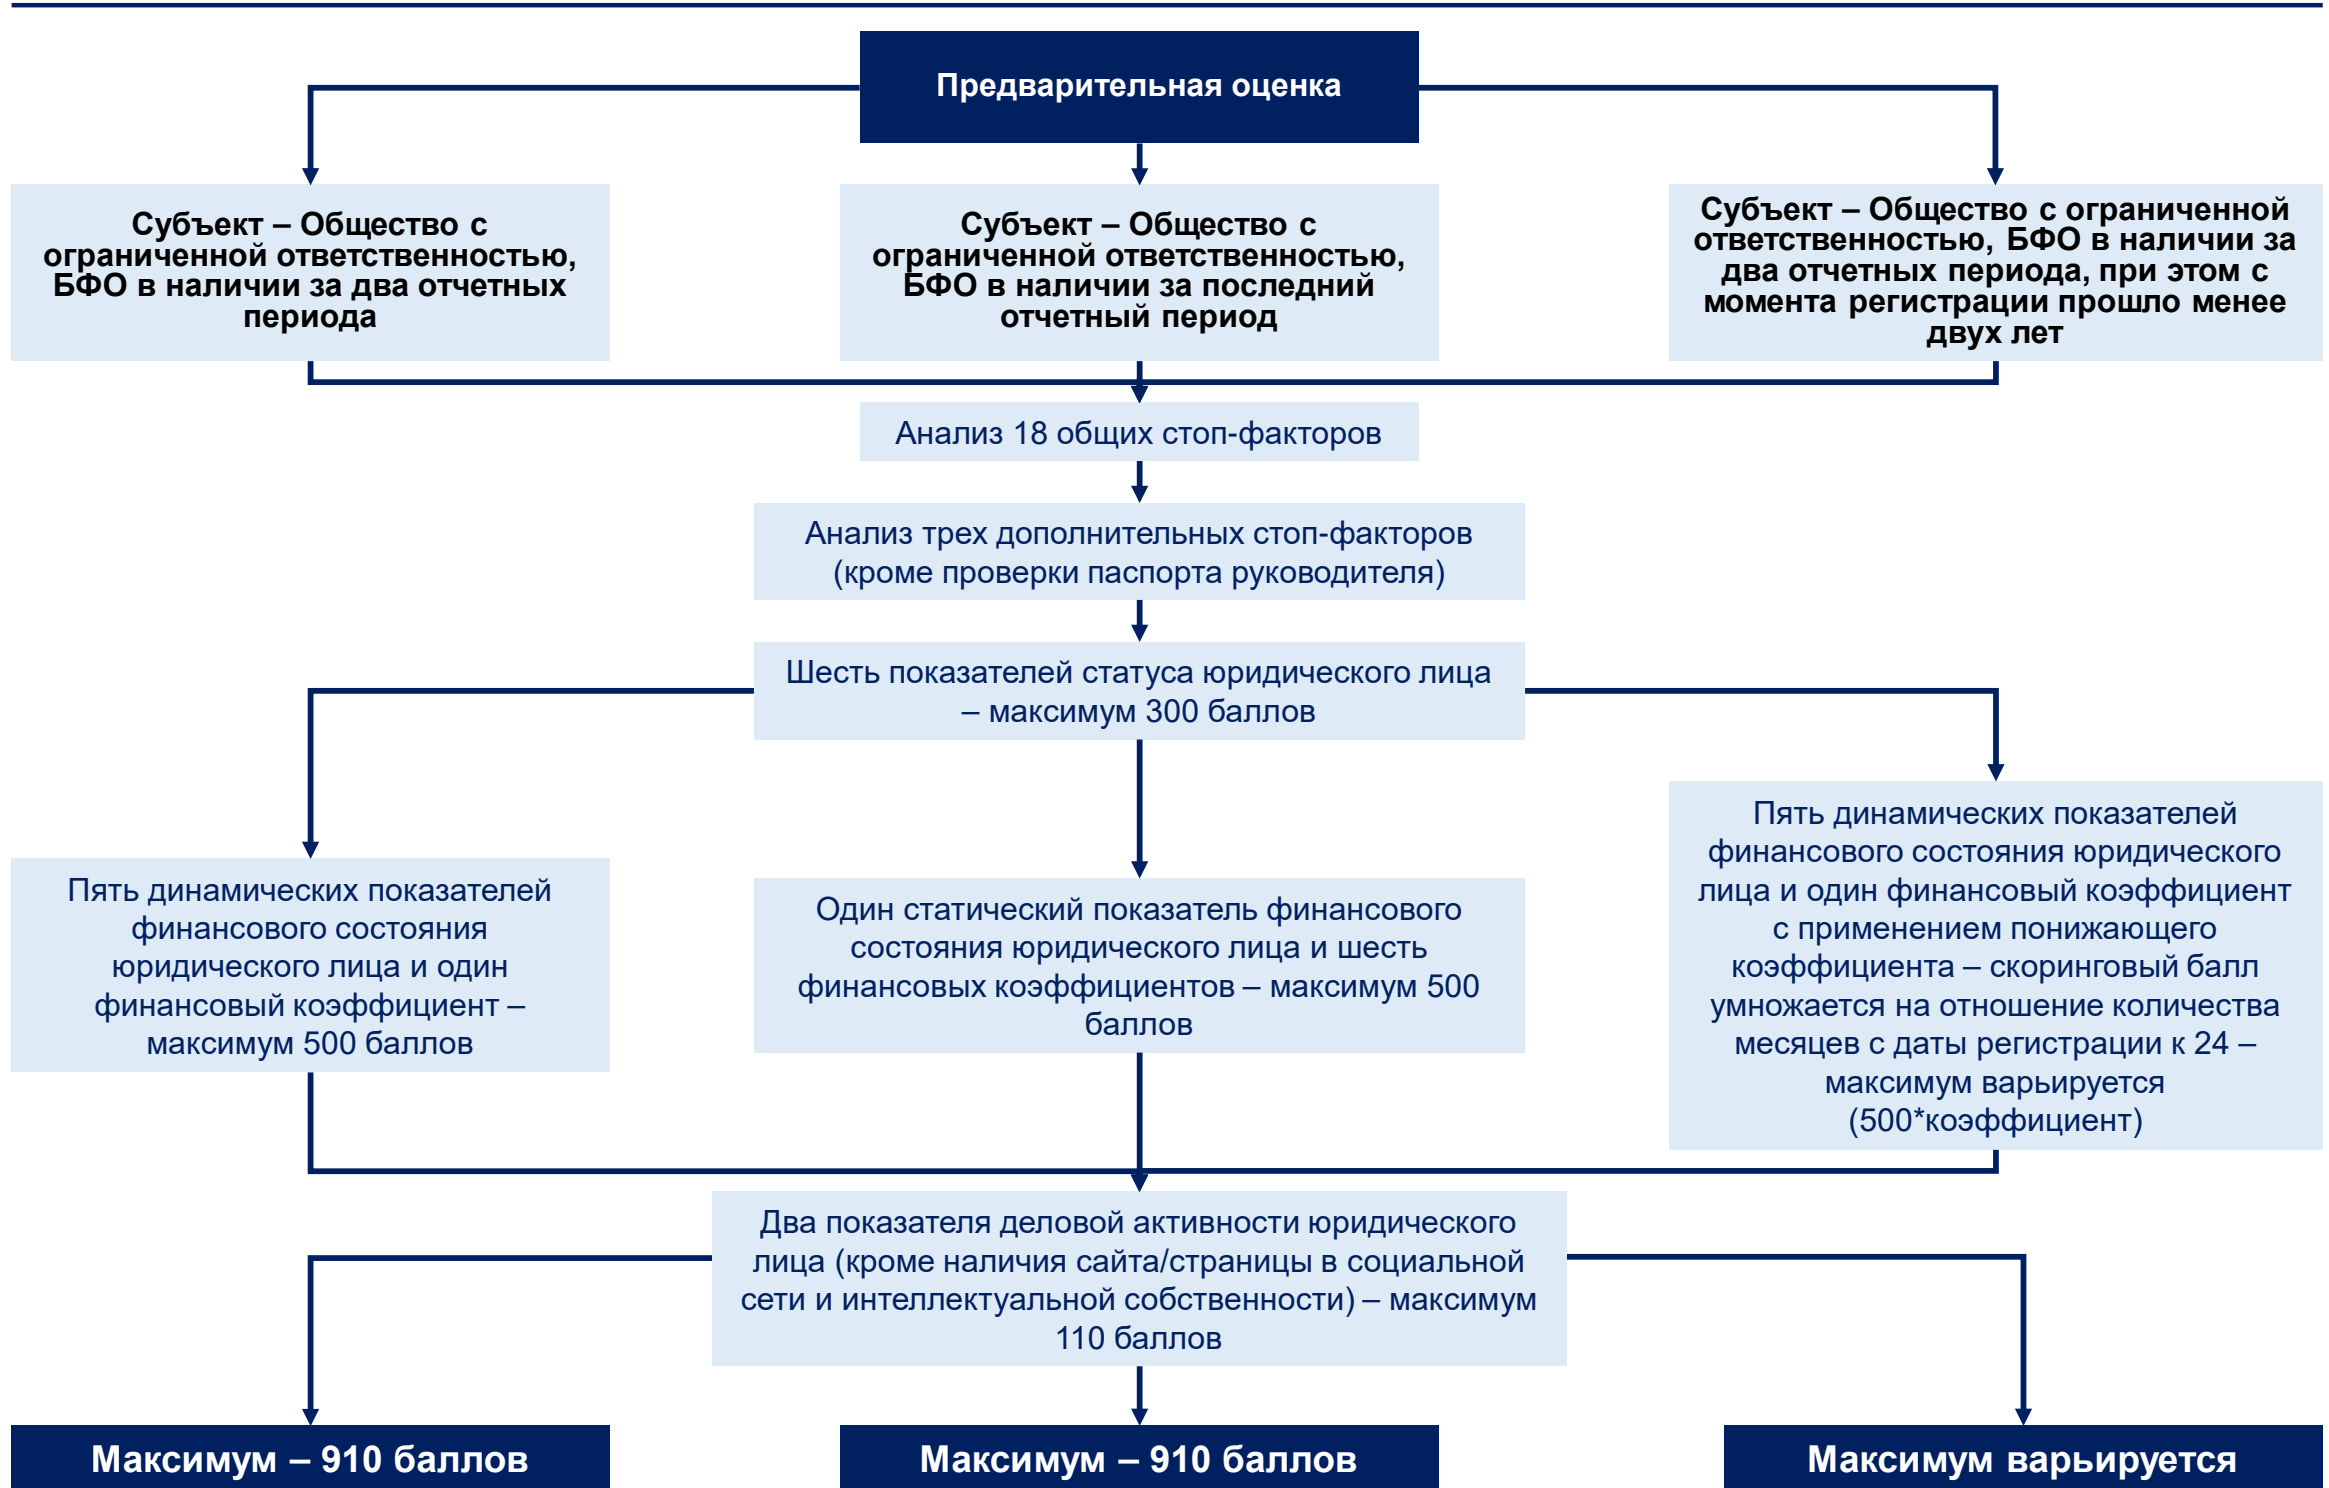 Предварительная оценка
Субъект – Общество с
ограниченной ответственностью,
БФО в наличии за два отчетных
периода
Субъект – Общество с
ограниченной ответственностью,
БФО в наличии за последний
отчетный период
Субъект – Общество с ограниченной
ответственностью, БФО в наличии за
два отчетных периода, при этом с
момента регистрации прошло менее
двух лет
Анализ 18 общих стоп-факторов
Анализ трех дополнительных стоп-факторов
(кроме проверки паспорта руководителя)
Шесть показателей статуса юридического лица
– максимум 300 баллов
Пять динамических показателей
финансового состояния
юридического лица и один
финансовый коэффициент –
максимум 500 баллов
Один статический показатель финансового
состояния юридического лица и шесть
финансовых коэффициентов – максимум 500
баллов
Пять динамических показателей
финансового состояния юридического
лица и один финансовый коэффициент
с применением понижающего
коэффициента – скоринговый балл
умножается на отношение количества
месяцев с даты регистрации к 24 –
максимум варьируется
(500*коэффициент)
Два показателя деловой активности юридического
лица (кроме наличия сайта/страницы в социальной
сети и интеллектуальной собственности) – максимум
110 баллов
Максимум – 910 баллов
Максимум – 910 баллов
Максимум варьируется